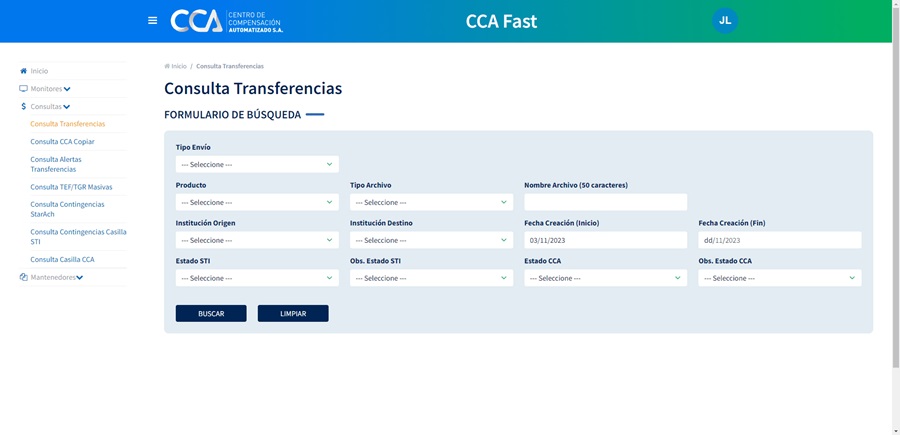 CCA
CENTRO DE
COMPENSACIÓN
AUTOMATIZADO S.A.
CCA Fast
JL
Inicio
Monitores
Consultas
Consulta Transferencias
Consulta CCA Copiar
Consulta Alertas
Transferencias
Consulta TEF/TGR Masivas
Consulta Contingencias
StarAch
Consulta Contingencias Casilla
STI
Consulta Casilla CCA
Mantenedores
Inicio / Consulta Transferencias
Consulta Transferencias
FORMULARIO DE BÚSQUEDA
Tipo Envío
--- Seleccione ---
Producto Tipo Archivo Nombre Archivo (50 caracteres)
--- Seleccione --- --- Seleccione ---
Institución Origen Institución Destino Fecha Creación (Inicio) Fecha Creación (Fin)
--- Seleccione --- --- Seleccione --- 03/11/2023 dd/11/2023
Estado STI Obs. Estado STI Estado CCA Obs. Estado CCA
--- Seleccione --- --- Seleccione --- --- Seleccione --- --- Seleccione ---
BUSCAR LIMPIAR